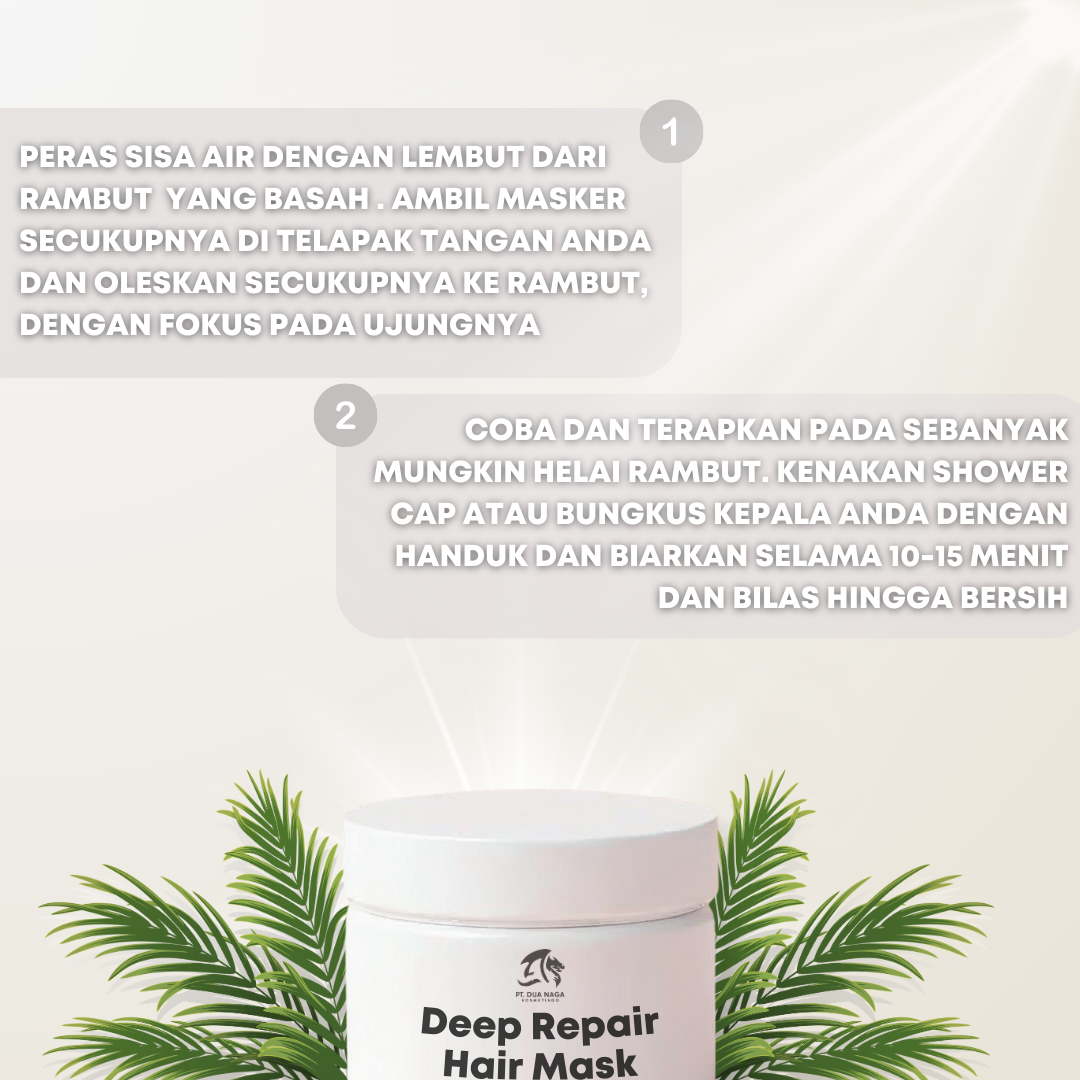 1
PERAS SISA AIR DENGAN LEMBUT DARI
RAMBUT YANG BASAH . AMBIL MASKER
SECUKUPNYA DI TELAPAK TANGAN ANDA
DAN OLESKAN SECUKUPNYA KE RAMBUT,
DENGAN FOKUS PADA UJUNGNYA
2
COBA DAN TERAPKAN PADA SEBANYAK
MUNGKIN HELAI RAMBUT. KENAKAN SHOWER
CAP ATAU BUNGKUS KEPALA ANDA DENGAN
HANDUK DAN BIARKAN SELAMA 10-15 MENIT
DAN BILAS HINGGA BERSIH
PT. DUA NAGA
KOSMETINDO
Deep Repair
Hair Mask